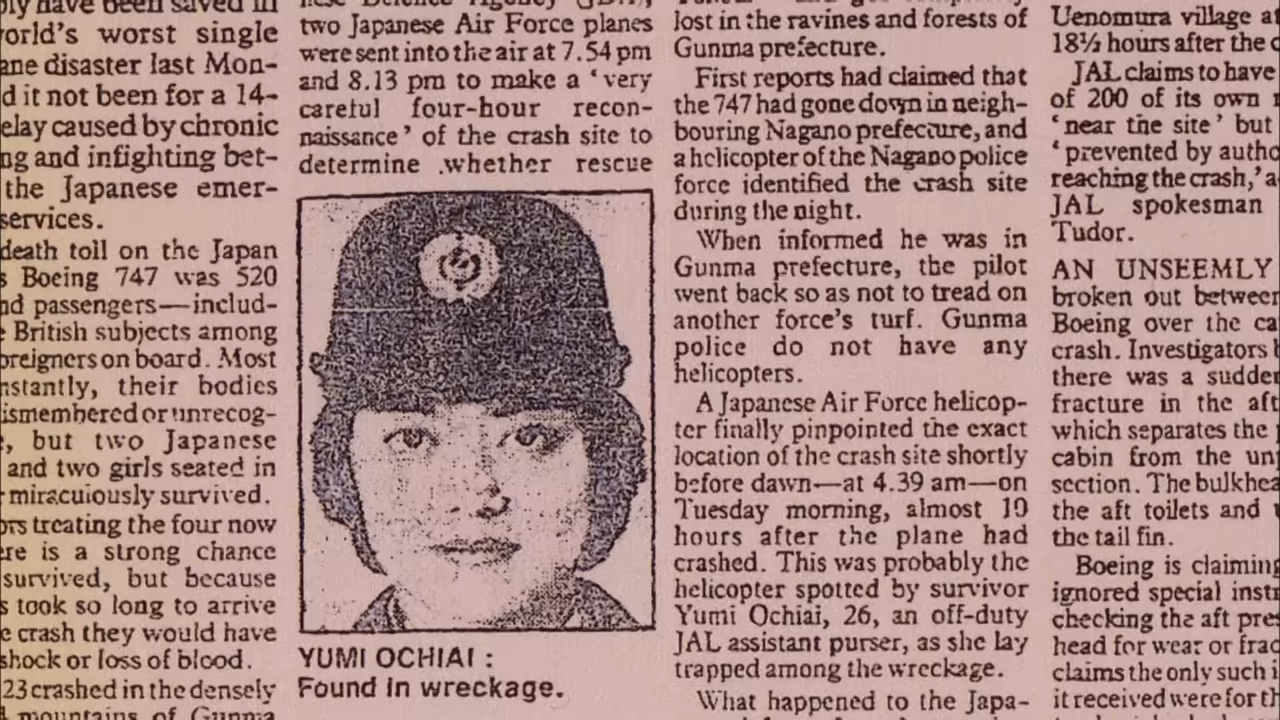 have been saved in
world's worst single
disaster last Mon-
it not been for a 14-
delay caused by chronic
and infighting bet-
the Japanese emer-
services.
death toll on the Japan
Boeing 747 was 520
passengers—includ-
British subjects among
foreigners on board. Most
instantly, their bodies
dismembered or unrecog-
but two Japanese
and two girls seated in
miraculously survived.
treating the four now
is a strong chance
survived, but because
took so long to arrive
crash they would have
shock or loss of blood.
23 crashed in the densely
mountains of Gunma
two Japanese Air Force planes
were sent into the air at 7.54 pm
and 8.13 pm to make a ‘very
careful four-hour recon-
naissance’ of the crash site to
determine whether rescue
YUMI OCHIAI :
Found in wreckage.
lost in the ravines and forests of
Gunma prefecture.
First reports had claimed that
the 747 had gone down in neigh-
bouring Nagano prefecture, and
a helicopter of the Nagano police
force identified the crash site
during the night.
When informed he was in
Gunma prefecture, the pilot
went back so as not to tread on
another force's turf. Gunma
police do not have any
helicopters.
A Japanese Air Force helicop-
ter finally pinpointed the exact
location of the crash site shortly
before dawn—at 4.39 am—on
Tuesday morning, almost 10
hours after the plane had
crashed. This was probably the
helicopter spotted by survivor
Yumi Ochiai, 26, an off-duty
JAL assistant purser, as she lay
trapped among the wreckage.
What happened to the Japa-
Uenomura village
18½ hours after the
JAL claims to have
of 200 of its own
‘near the site’ but
‘prevented by
reaching the crash,’
JAL spokesman
Tudor.
AN UNSEEMLY
broken out between
Boeing over the
crash. Investigators
there was a sudden
fracture in the aft
which separates the
cabin from the
section. The
the aft toilets and
the tail fin.
Boeing is claiming
ignored special
checking the aft
head for wear or
claims the only such
it received were for